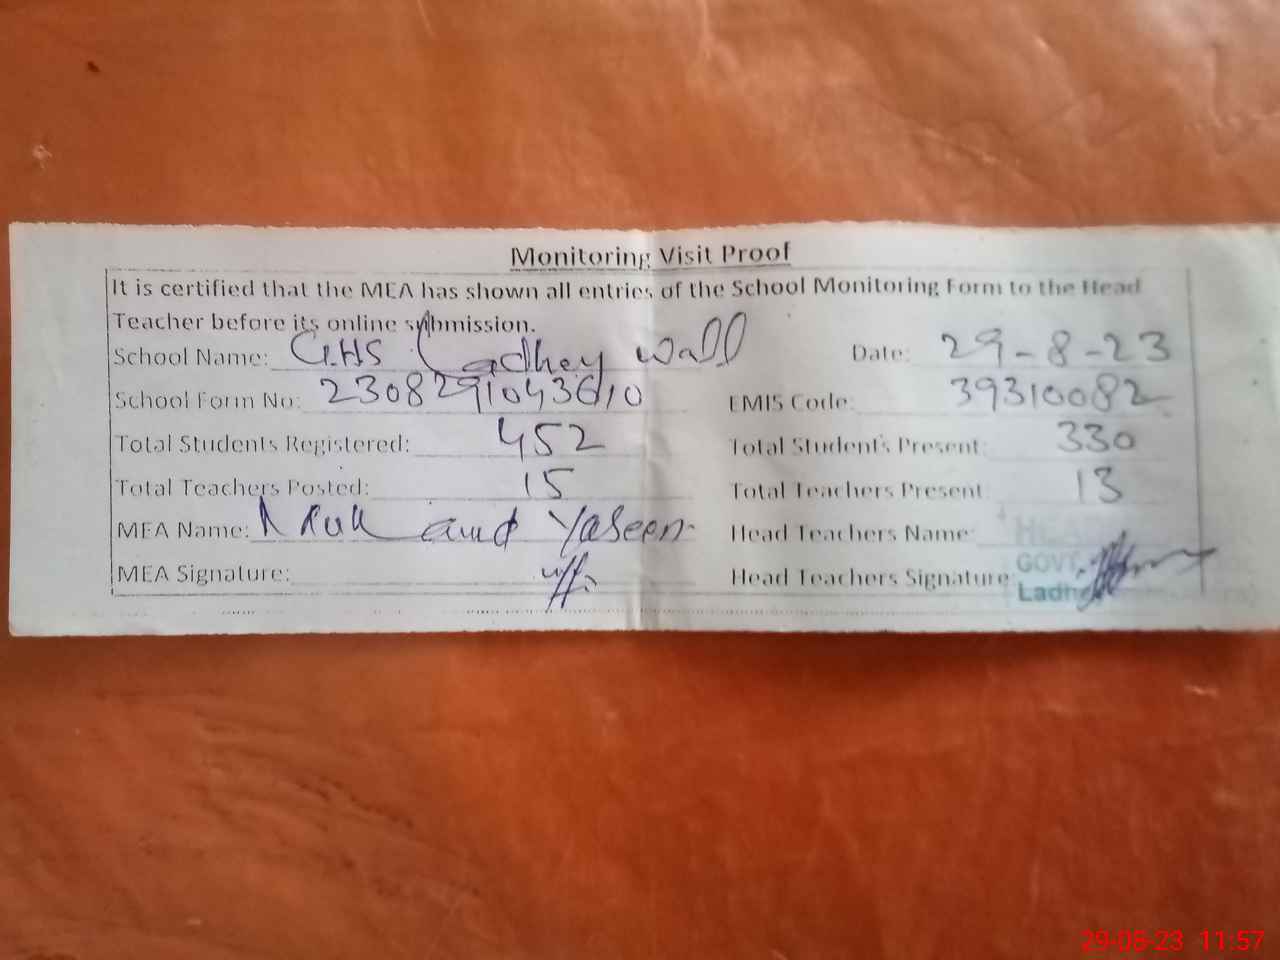 Monitoring Visit Proof
It is certified that the MEA has shown all entries of the School Monitoring Form to the Head
Teacher before its online submission.
School Name: GHS Ladhey Wall Date: 29-8-23
School Form No: EMIS Code: 39310082
Total Students Registered: 452 Total Students Present: 330
Total Teachers Posted: 15 Total Teachers Present: 13
MEA Name: Yaseen Head Teachers Name:
MEA Signature: Head Teachers Signature:
GOVT.
29-08-23 11:57